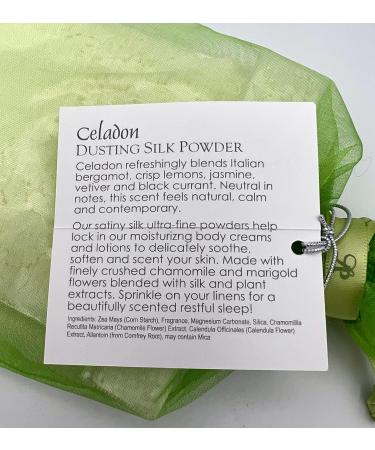 Celadon
DUSTING SILK POWDER
Celadon refreshingly blends Italian
bergamot, crisp lemons, jasmine,
vetiver and black currant. Neutral in
notes, this scent feels natural, calm
and contemporary.
Our satiny silk ultra-fine powders help
lock in our moisturizing body creams
and lotions to delicately soothe,
soften and scent your skin. Made with
finely crushed chamomile and marigold
flowers blended with silk and plant
extracts. Sprinkle on your linens for a
beautifully scented restful sleep!
Ingredients: Zea Mays (Corn Starch), Fragrance, Magnesium Carbonate, Silica, Chamomillia
Recutita Matricaria (Chamomile Flower) Extract, Calendula Officinales (Calendula Flower)
Extract, Allantoin (from Comfrey Root), may contain Mica